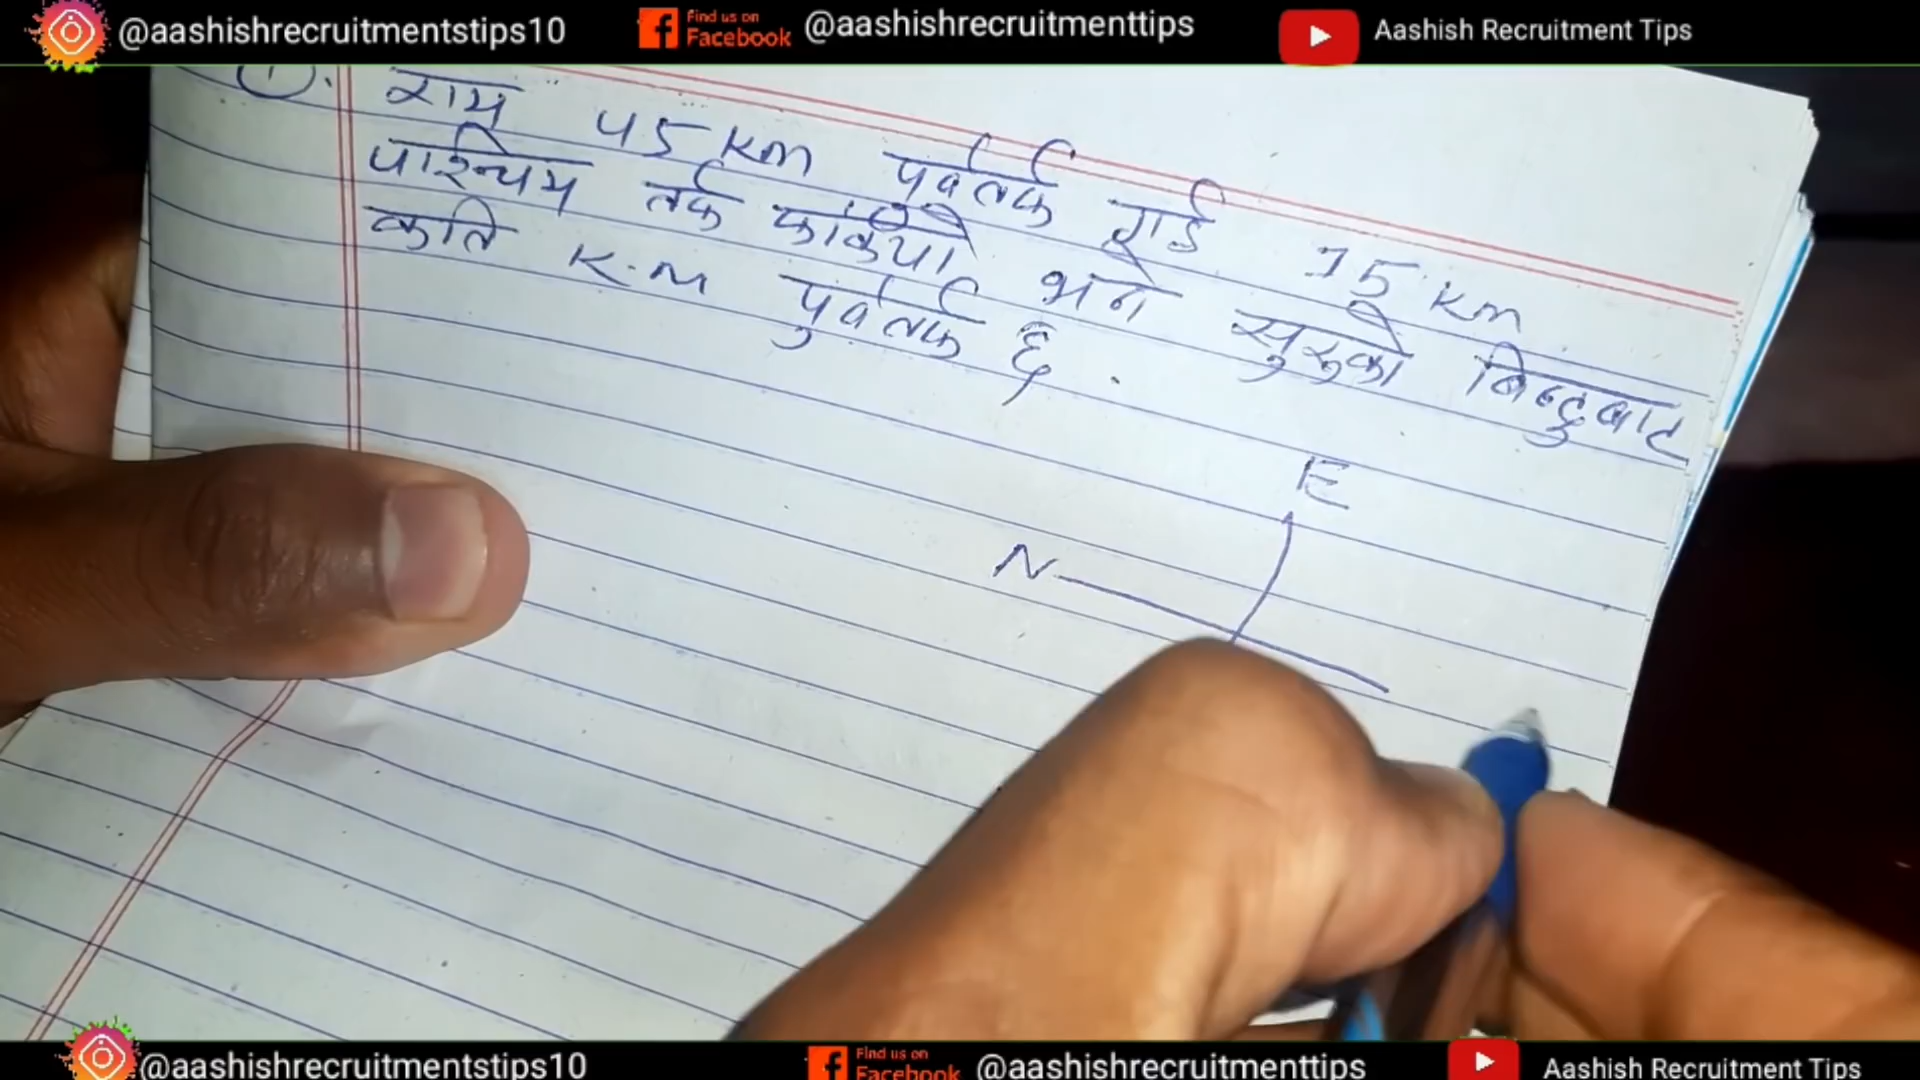 @aashishrecruitmentstips10
Find us on
Facebook
@aashishrecruitmenttips
Aashish Recruitment Tips
1.
राम 45 km पुर्वतर्फ गई 15 km
पश्चिम तर्फ फर्कियो भने सुरुको बिन्दुबाट
कति K.M पुर्वतर्फ छ .
E
N
@aashishrecruitmentstips10
Find us on
Facebook
@aashishrecruitmenttips
Aashish Recruitment Tips